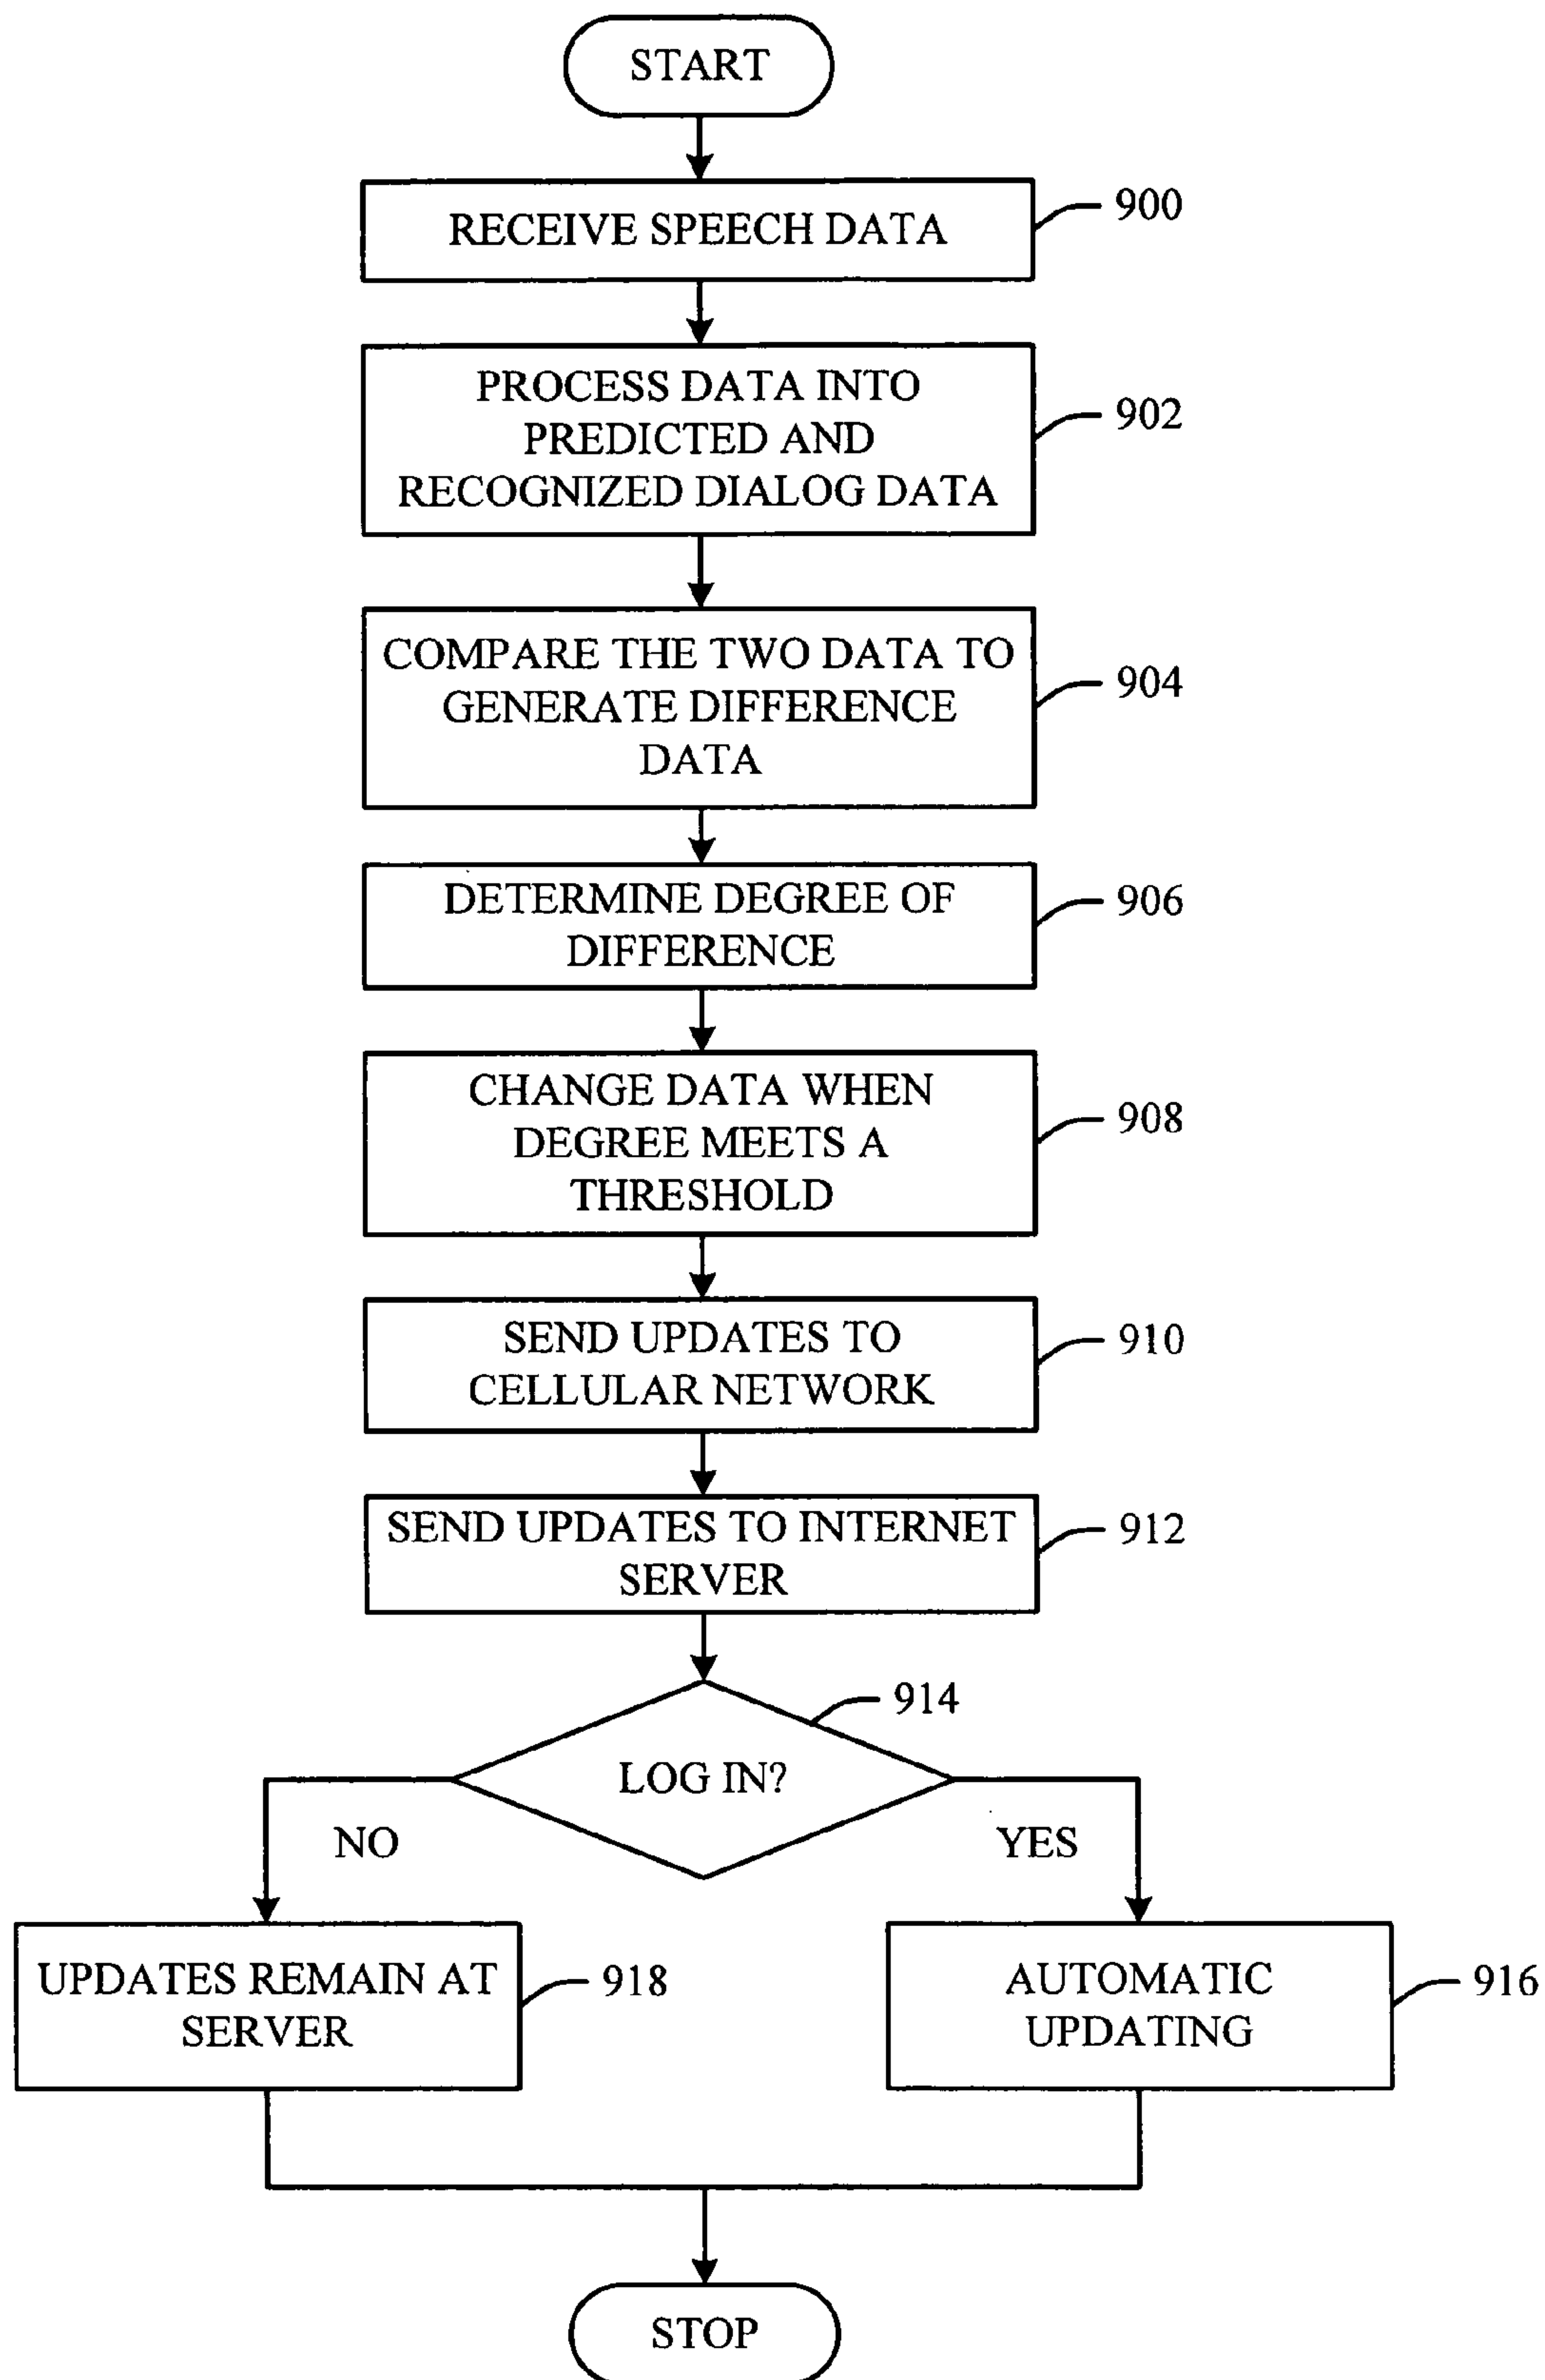 START
RECEIVE SPEECH DATA
900
PROCESS DATA INTO
PREDICTED AND
RECOGNIZED DIALOG DATA
902
COMPARE THE TWO DATA TO
GENERATE DIFFERENCE
DATA
904
DETERMINE DEGREE OF
DIFFERENCE
906
CHANGE DATA WHEN
DEGREE MEETS A
THRESHOLD
908
SEND UPDATES TO
CELLULAR NETWORK
910
SEND UPDATES TO INTERNET
SERVER
912
914
LOG IN?
NO
YES
UPDATES REMAIN AT
SERVER
918
AUTOMATIC
UPDATING
916
STOP